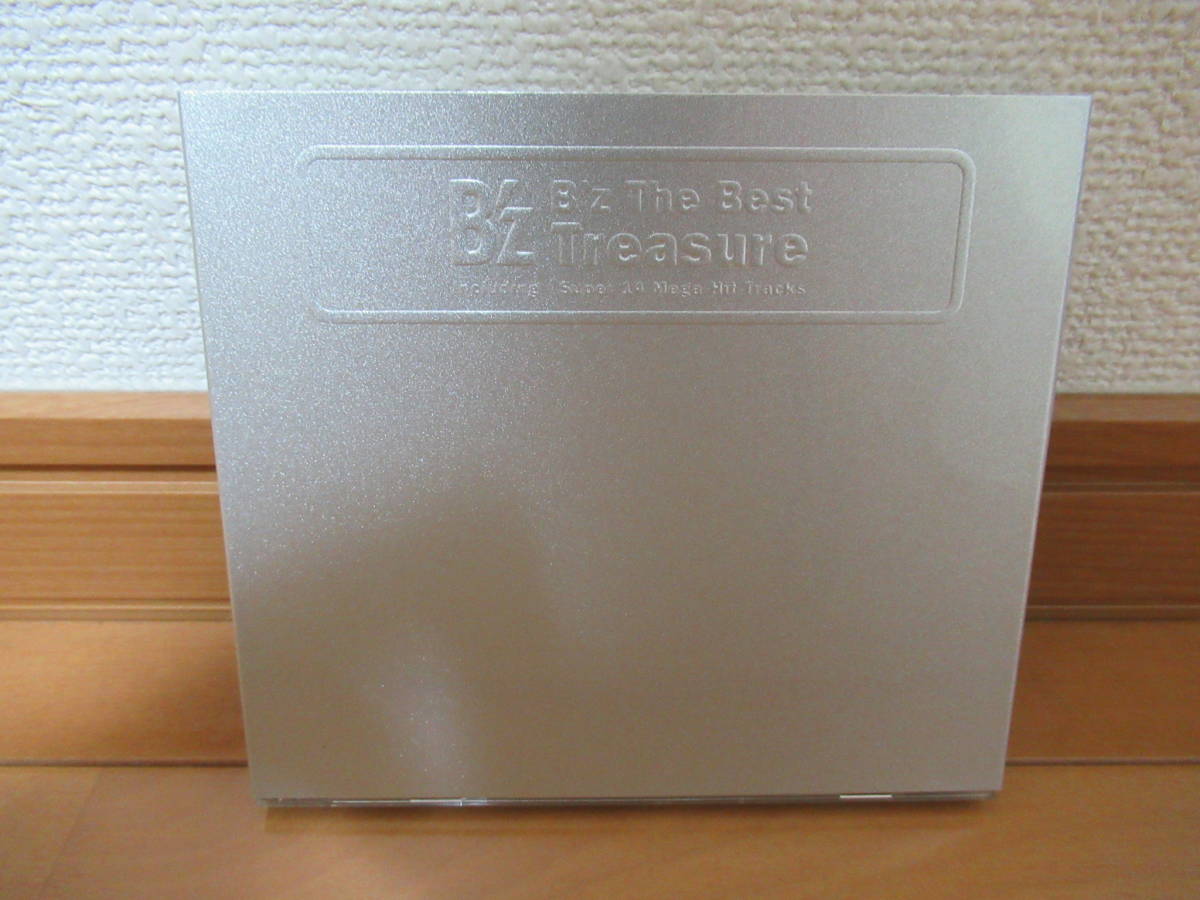 B'z B'z The Best
Treasure
Including Super 14 Mega Hit Tracks